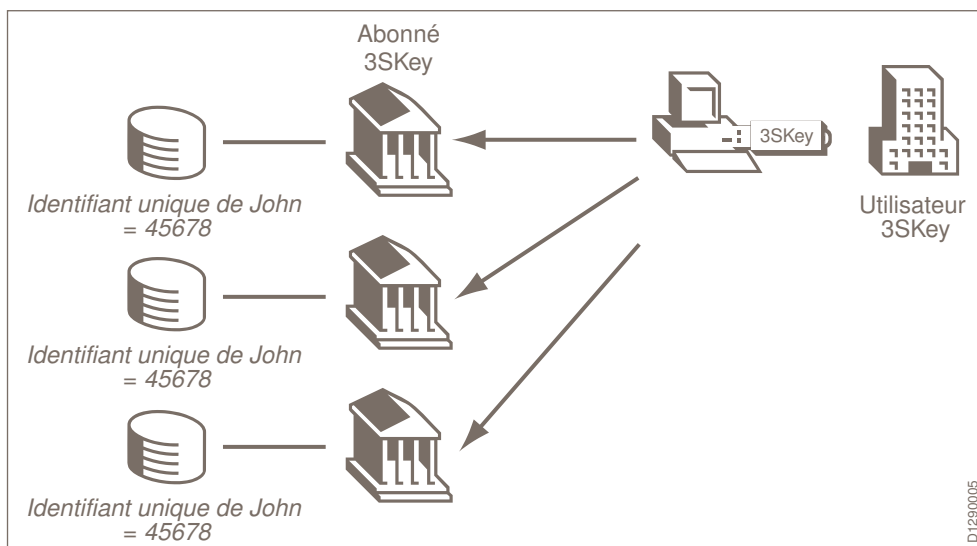 Abonné
3SKey
3SKey
Utilisateur
3SKey
Identifiant unique de John
= 45678
Identifiant unique de John
= 45678
Identifiant unique de John
= 45678
D1290005